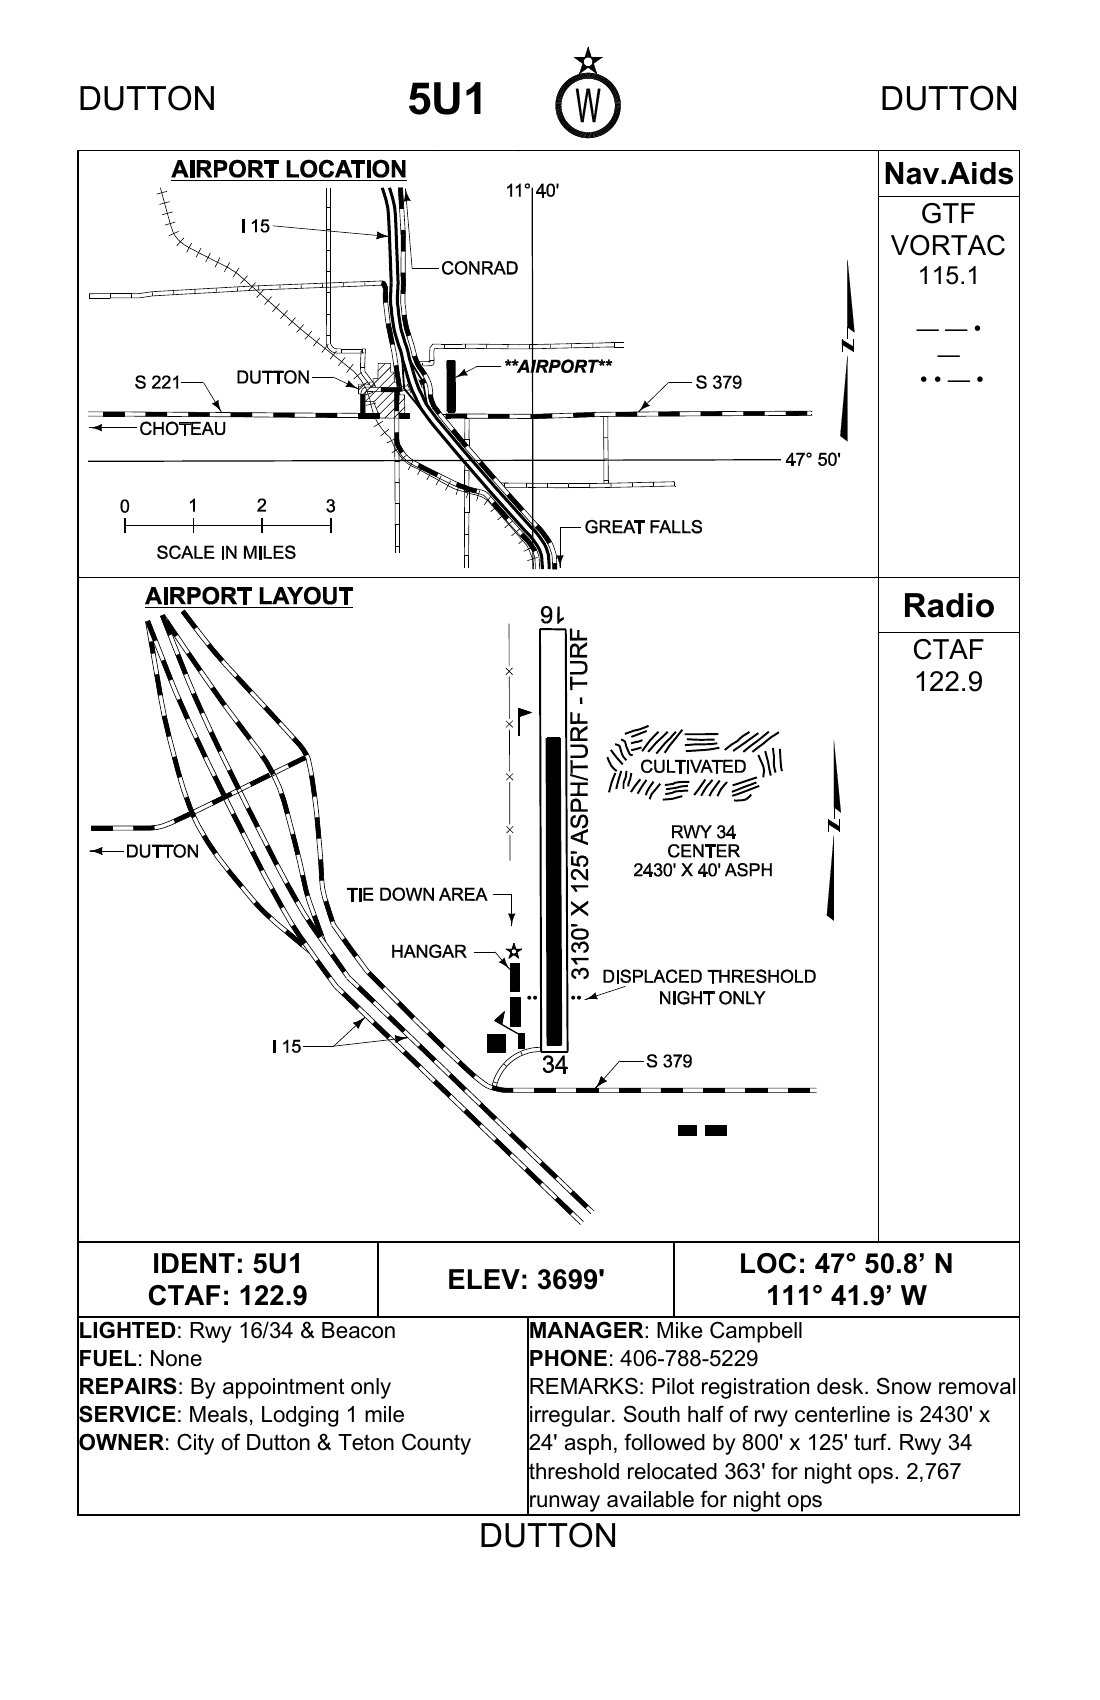 DUTTON 5U1 W DUTTON
AIRPORT LOCATION
11° 40'
I 15
CONRAD
**AIRPORT**
DUTTON
S 221
S 379
CHOTEAU
47° 50'
0 1 2 3
SCALE IN MILES
GREAT FALLS
N
Nav.Aids
GTF
VORTAC
115.1
— — •
—
• • — •
AIRPORT LAYOUT
16
3130' X 125' ASPH/TURF - TURF
CULTIVATED
RWY 34
CENTER
2430' X 40' ASPH
DUTTON
TIE DOWN AREA
HANGAR
DISPLACED THRESHOLD
NIGHT ONLY
I 15
34
S 379
N
Radio
CTAF
122.9
IDENT: 5U1
CTAF: 122.9
ELEV: 3699'
LOC: 47° 50.8’ N
111° 41.9’ W
LIGHTED: Rwy 16/34 & Beacon
FUEL: None
REPAIRS: By appointment only
SERVICE: Meals, Lodging 1 mile
OWNER: City of Dutton & Teton County
MANAGER: Mike Campbell
PHONE: 406-788-5229
REMARKS: Pilot registration desk. Snow removal
irregular. South half of rwy centerline is 2430' x
24' asph, followed by 800' x 125' turf. Rwy 34
threshold relocated 363' for night ops. 2,767
runway available for night ops
DUTTON